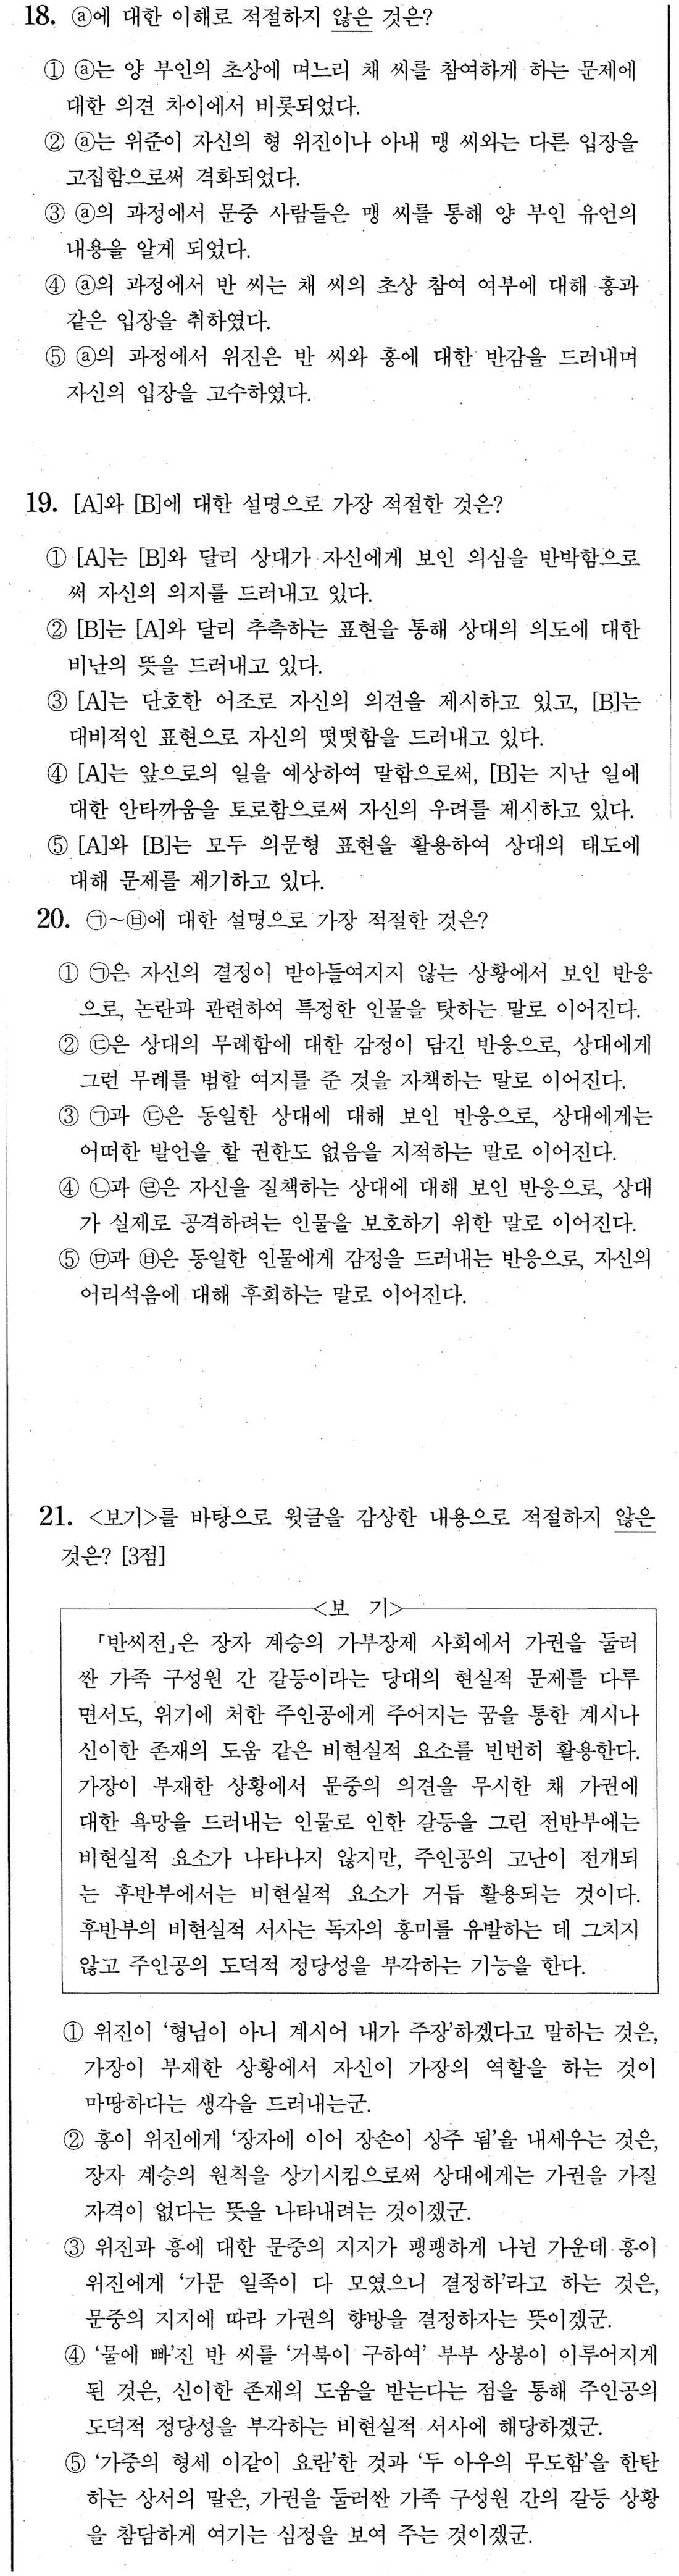 18. ⓐ에 대한 이해로 적절하지 않은 것은?
① ⓐ는 양 부인의 초상에 며느리 채 씨를 참여하게 하는 문제에
대한 의견 차이에서 비롯되었다.
② ⓐ는 위준이 자신의 형 위진이나 아내 맹 씨와는 다른 입장을
고집함으로써 격화되었다.
③ ⓐ의 과정에서 문중 사람들은 맹 씨를 통해 양 부인 유언의
내용을 알게 되었다.
④ ⓐ의 과정에서 반 씨는 채 씨의 초상 참여 여부에 대해 흥과
같은 입장을 취하였다.
⑤ ⓐ의 과정에서 위진은 반 씨와 흥에 대한 반감을 드러내며
자신의 입장을 고수하였다.
19. [A]와 [B]에 대한 설명으로 가장 적절한 것은?
① [A]는 [B]와 달리 상대가 자신에게 보인 의심을 반박함으로
써 자신의 의지를 드러내고 있다.
② [B]는 [A]와 달리 추측하는 표현을 통해 상대의 의도에 대한
비난의 뜻을 드러내고 있다.
③ [A]는 단호한 어조로 자신의 의견을 제시하고 있고, [B]는
대비적인 표현으로 자신의 떳떳함을 드러내고 있다.
④ [A]는 앞으로의 일을 예상하여 말함으로써, [B]는 지난 일에
대한 안타까움을 토로함으로써 자신의 우려를 제시하고 있다.
⑤ [A]와 [B]는 모두 의문형 표현을 활용하여 상대의 태도에
대해 문제를 제기하고 있다.
20. ㉠~㉥에 대한 설명으로 가장 적절한 것은?
① ㉠은 자신의 결정이 받아들여지지 않는 상황에서 보인 반응
으로, 논란과 관련하여 특정한 인물을 탓하는 말로 이어진다.
② ㉢은 상대의 무례함에 대한 감정이 담긴 반응으로, 상대에게
그런 무례를 범할 여지를 준 것을 자책하는 말로 이어진다.
③ ㉠과 ㉢은 동일한 상대에 대해 보인 반응으로, 상대에게는
어떠한 발언을 할 권한도 없음을 지적하는 말로 이어진다.
④ ㉡과 ㉣은 자신을 질책하는 상대에 대해 보인 반응으로, 상대
가 실제로 공격하려는 인물을 보호하기 위한 말로 이어진다.
⑤ ㉤과 ㉥은 동일한 인물에게 감정을 드러내는 반응으로, 자신의
어리석음에 대해 후회하는 말로 이어진다.
21. <보기>를 바탕으로 윗글을 감상한 내용으로 적절하지 않은
것은? [3점]
<보 기>
「반씨전」은 장자 계승의 가부장제 사회에서 가권을 둘러
싼 가족 구성원 간 갈등이라는 당대의 현실적 문제를 다루
면서도, 위기에 처한 주인공에게 주어지는 꿈을 통한 계시나
신이한 존재의 도움 같은 비현실적 요소를 빈번히 활용한다.
가장이 부재한 상황에서 문중의 의견을 무시한 채 가권에
대한 욕망을 드러내는 인물로 인한 갈등을 그린 전반부에는
비현실적 요소가 나타나지 않지만, 주인공의 고난이 전개되
는 후반부에서는 비현실적 요소가 거듭 활용되는 것이다.
후반부의 비현실적 서사는 독자의 흥미를 유발하는 데 그치지
않고 주인공의 도덕적 정당성을 부각하는 기능을 한다.
① 위진이 '형님이 아니 계시어 내가 주장'하겠다고 말하는 것은,
가장이 부재한 상황에서 자신이 가장의 역할을 하는 것이
마땅하다는 생각을 드러내는군.
② 흥이 위진에게 '장자에 이어 장손이 상주 됨'을 내세우는 것은,
장자 계승의 원칙을 상기시킴으로써 상대에게는 가권을 가질
자격이 없다는 뜻을 나타내려는 것이겠군.
③ 위진과 흥에 대한 문중의 지지가 팽팽하게 나뉜 가운데 흥이
위진에게 '가문 일족이 다 모였으니 결정하'라고 하는 것은,
문중의 지지에 따라 가권의 향방을 결정하자는 뜻이겠군.
④ '물에 빠'진 반 씨를 '거북이 구하여' 부부 상봉이 이루어지게
된 것은, 신이한 존재의 도움을 받는다는 점을 통해 주인공의
도덕적 정당성을 부각하는 비현실적 서사에 해당하겠군.
⑤ '가중의 형세 이같이 요란'한 것과 '두 아우의 무도함'을 한탄
하는 상서의 말은, 가권을 둘러싼 가족 구성원 간의 갈등 상황
을 참담하게 여기는 심정을 보여 주는 것이겠군.